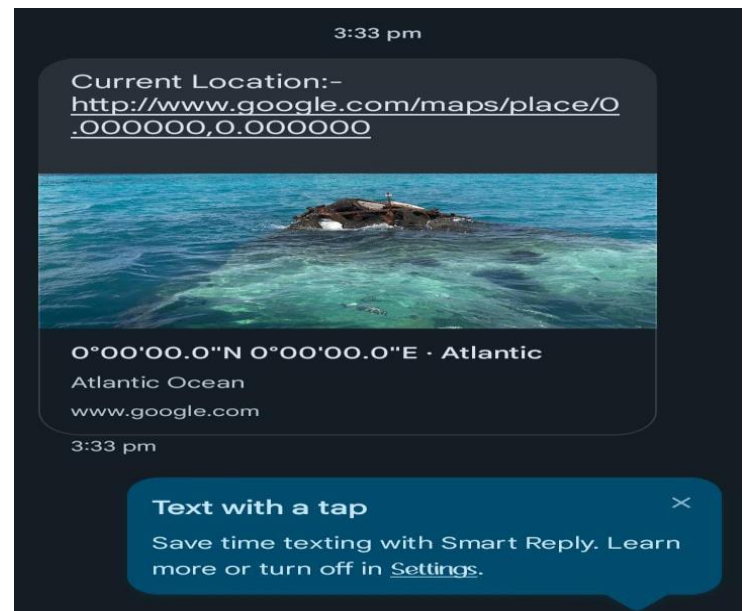 3:33 pm
Current Location:-
http://www.google.com/maps/place/0
.000000,0.000000
0°00'00.0"N 0°00'00.0"E · Atlantic
Atlantic Ocean
www.google.com
3:33 pm
Text with a tap
Save time texting with Smart Reply. Learn
more or turn off in Settings.